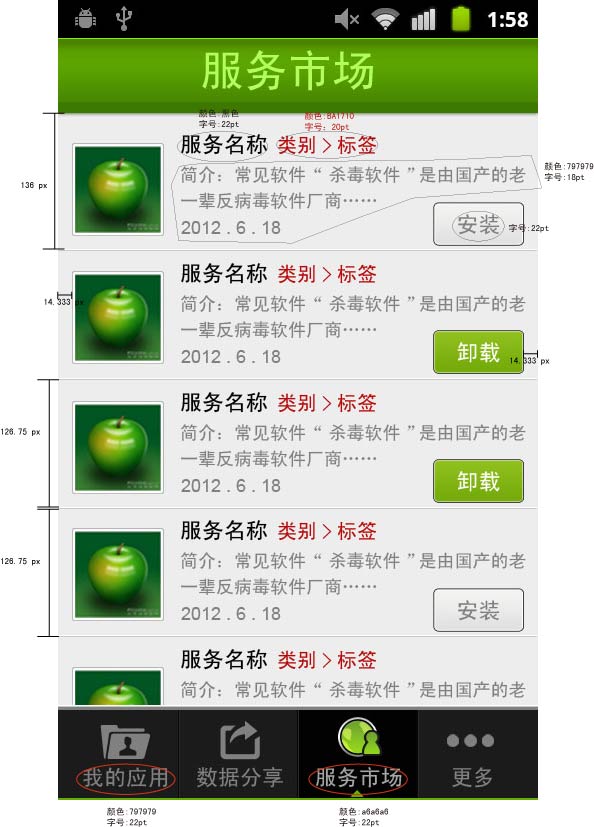 1:58
服务市场
颜色:黑色
字号:22pt
颜色:BA1710
字号: 20pt
服务名称 类别＞标签
简介: 常见软件“ 杀毒软件 ”是由国产的老
一辈反病毒软件厂商……
2012 . 6 . 18
安装
颜色:797979
字号:18pt
字号:22pt
136 px
服务名称 类别＞标签
简介: 常见软件“ 杀毒软件 ”是由国产的老
一辈反病毒软件厂商……
2012 . 6 . 18
卸载
14.333 px
14.333 px
服务名称 类别＞标签
简介: 常见软件“ 杀毒软件 ”是由国产的老
一辈反病毒软件厂商……
2012 . 6 . 18
卸载
126.75 px
服务名称 类别＞标签
简介: 常见软件“ 杀毒软件 ”是由国产的老
一辈反病毒软件厂商……
2012 . 6 . 18
安装
126.75 px
服务名称 类别＞标签
简介: 常见软件“ 杀毒软件 ”是由国产的老
我的应用 数据分享 服务市场 更多
颜色:797979
字号:22pt
颜色:a6a6a6
字号:22pt